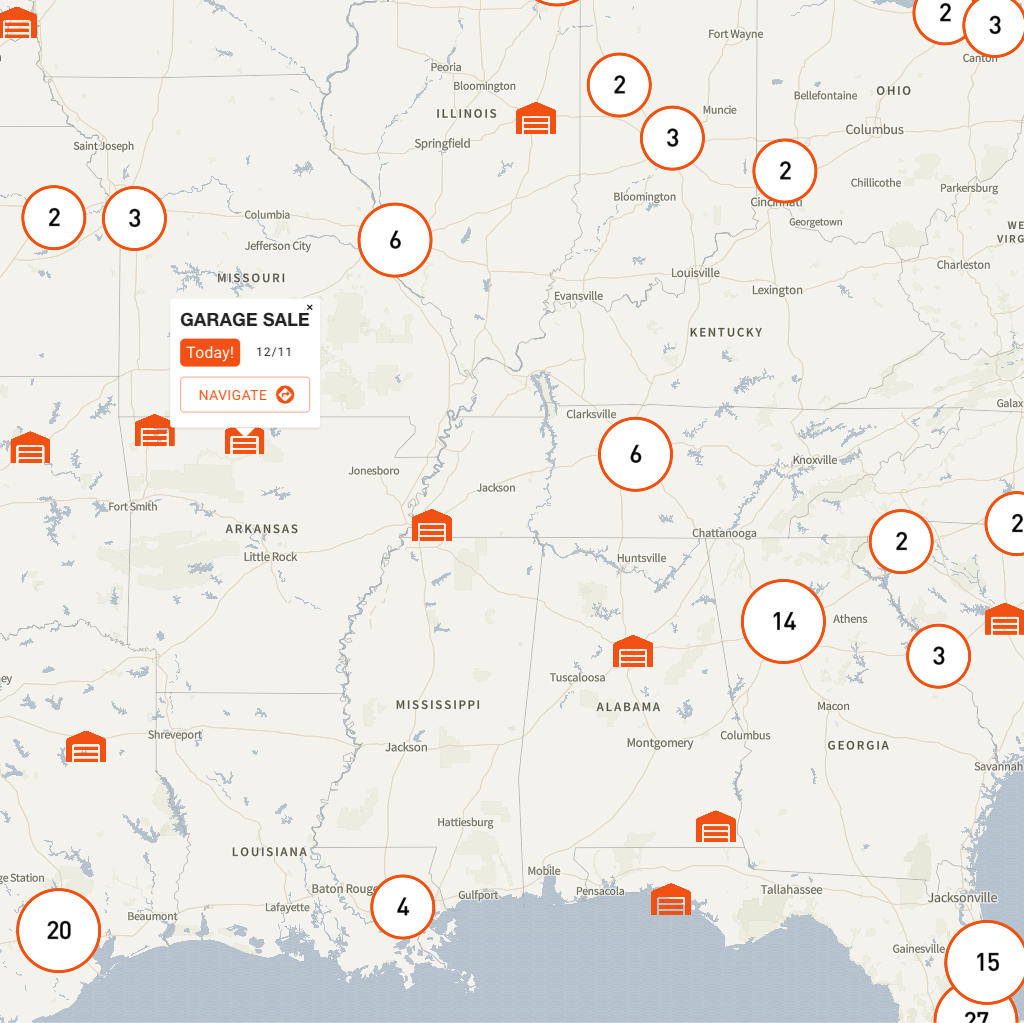 2
3
Fort Wayne
Canton
Peoria
Bloomington
2
Bellefontaine
OHIO
ILLINOIS
Muncie
Columbus
Springfield
3
Saint Joseph
2
Chillicothe
Parkersburg
Bloomington
Cincinnati
2
3
Columbia
Georgetown
6
Jefferson City
WE
VIRG
Charleston
MISSOURI
Louisville
Lexington
Evansville
×
GARAGE SALE
Today! 12/11
NAVIGATE
KENTUCKY
Clarksville
Galax
6
Knoxville
Jonesboro
Jackson
Fort Smith
ARKANSAS
Little Rock
Chattanooga
2
2
Huntsville
14
Athens
3
Tuscaloosa
ey
MISSISSIPPI
ALABAMA
Macon
Shreveport
Jackson
Montgomery
Columbus
GEORGIA
Savannah
Hattiesburg
LOUISIANA
ge Station
Mobile
Baton Rouge
Gulfport
Pensacola
Tallahassee
Jacksonville
4
20
Beaumont
Lafayette
Gainesville
15
27